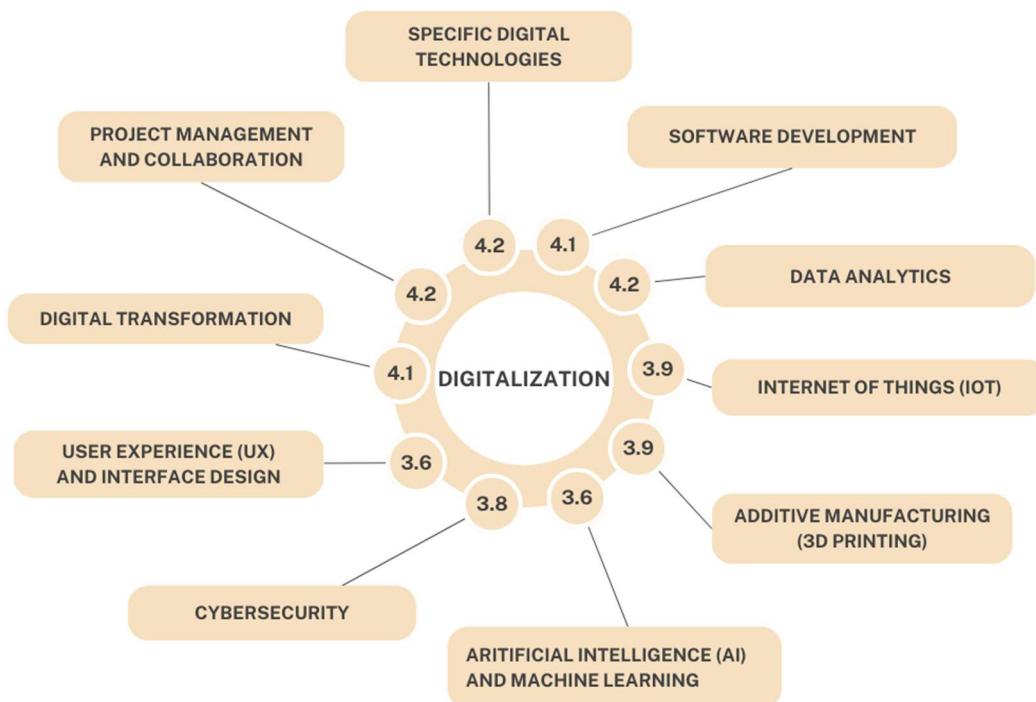 SPECIFIC DIGITAL
TECHNOLOGIES
PROJECT MANAGEMENT
AND COLLABORATION
SOFTWARE DEVELOPMENT
4.2
4.1
4.2
4.2
DATA ANALYTICS
DIGITAL TRANSFORMATION
4.1
DIGITALIZATION
3.9
INTERNET OF THINGS (IOT)
USER EXPERIENCE (UX)
AND INTERFACE DESIGN
3.6
3.9
3.8
3.6
ADDITIVE MANUFACTURING
(3D PRINTING)
CYBERSECURITY
ARITIFICIAL INTELLIGENCE (AI)
AND MACHINE LEARNING